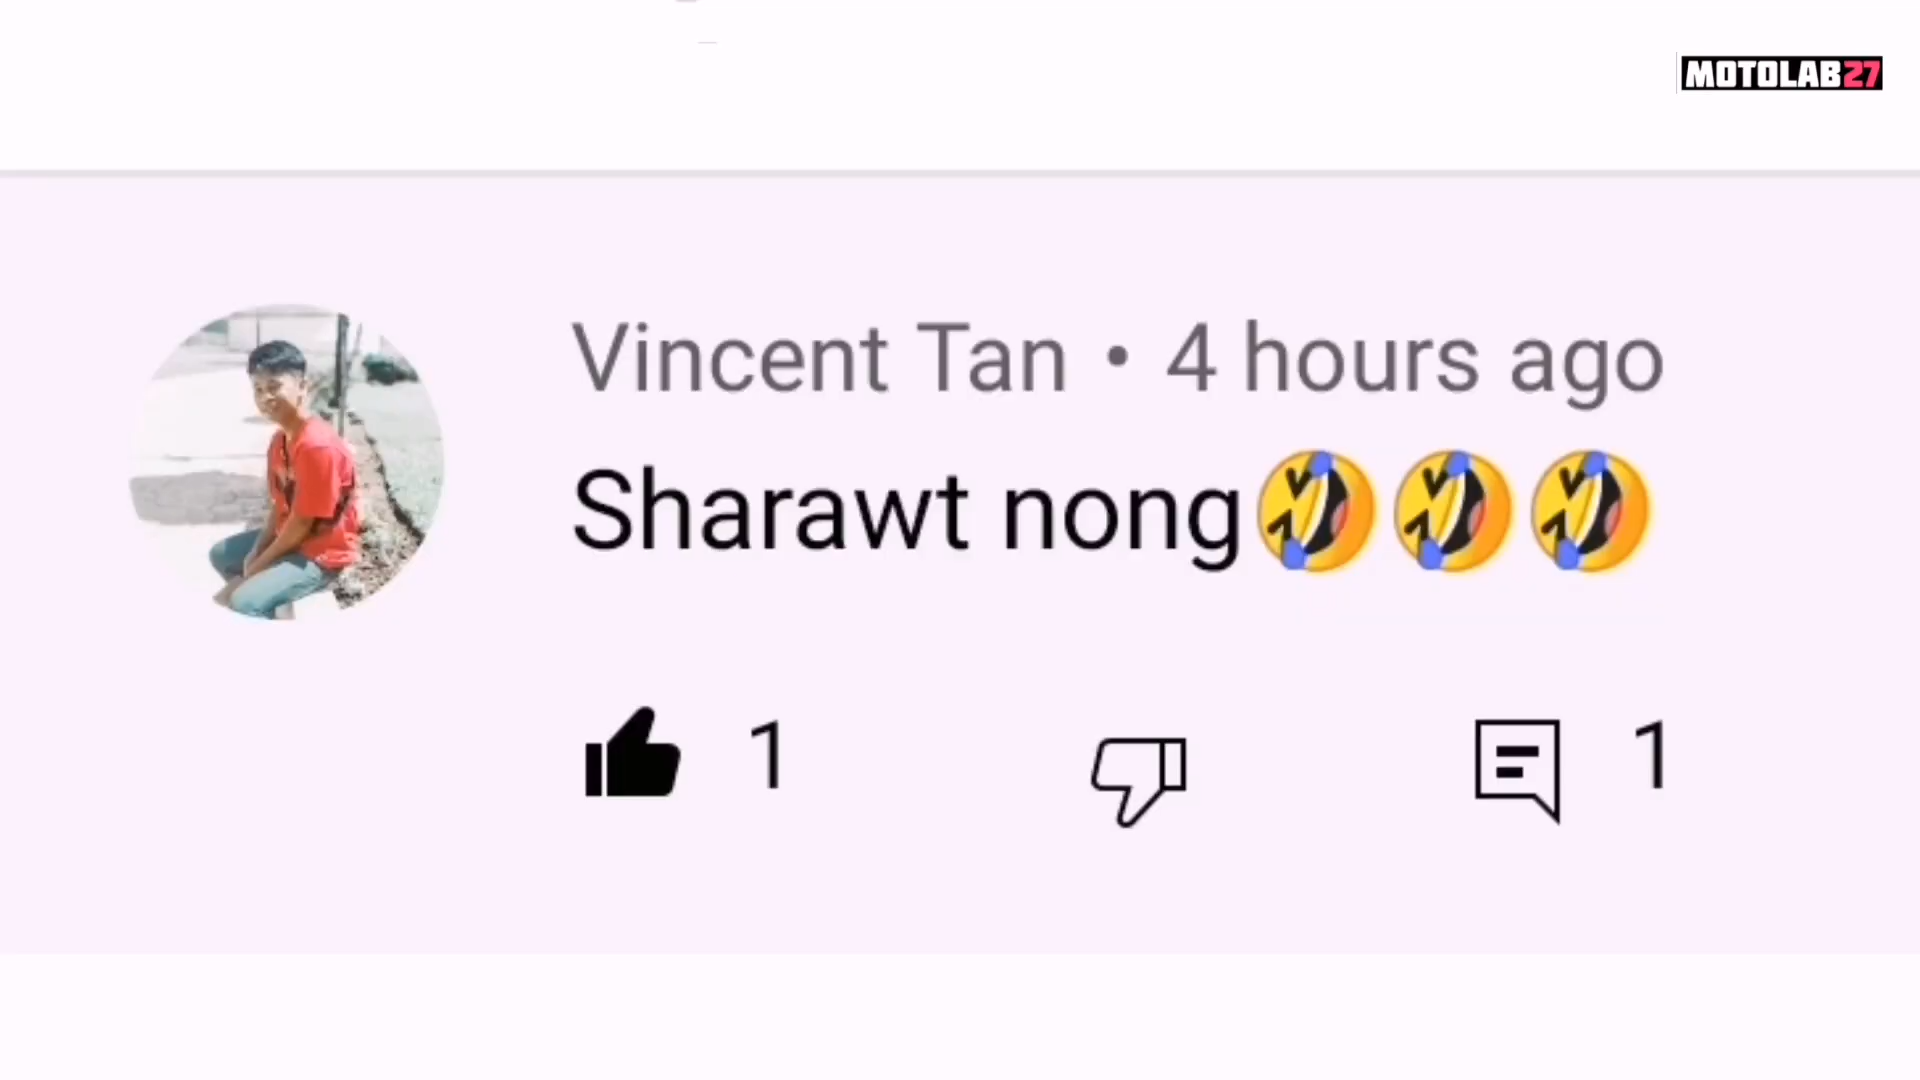 MOTOLAB27
Vincent Tan • 4 hours ago
Sharawt nong🤣🤣🤣
1 1